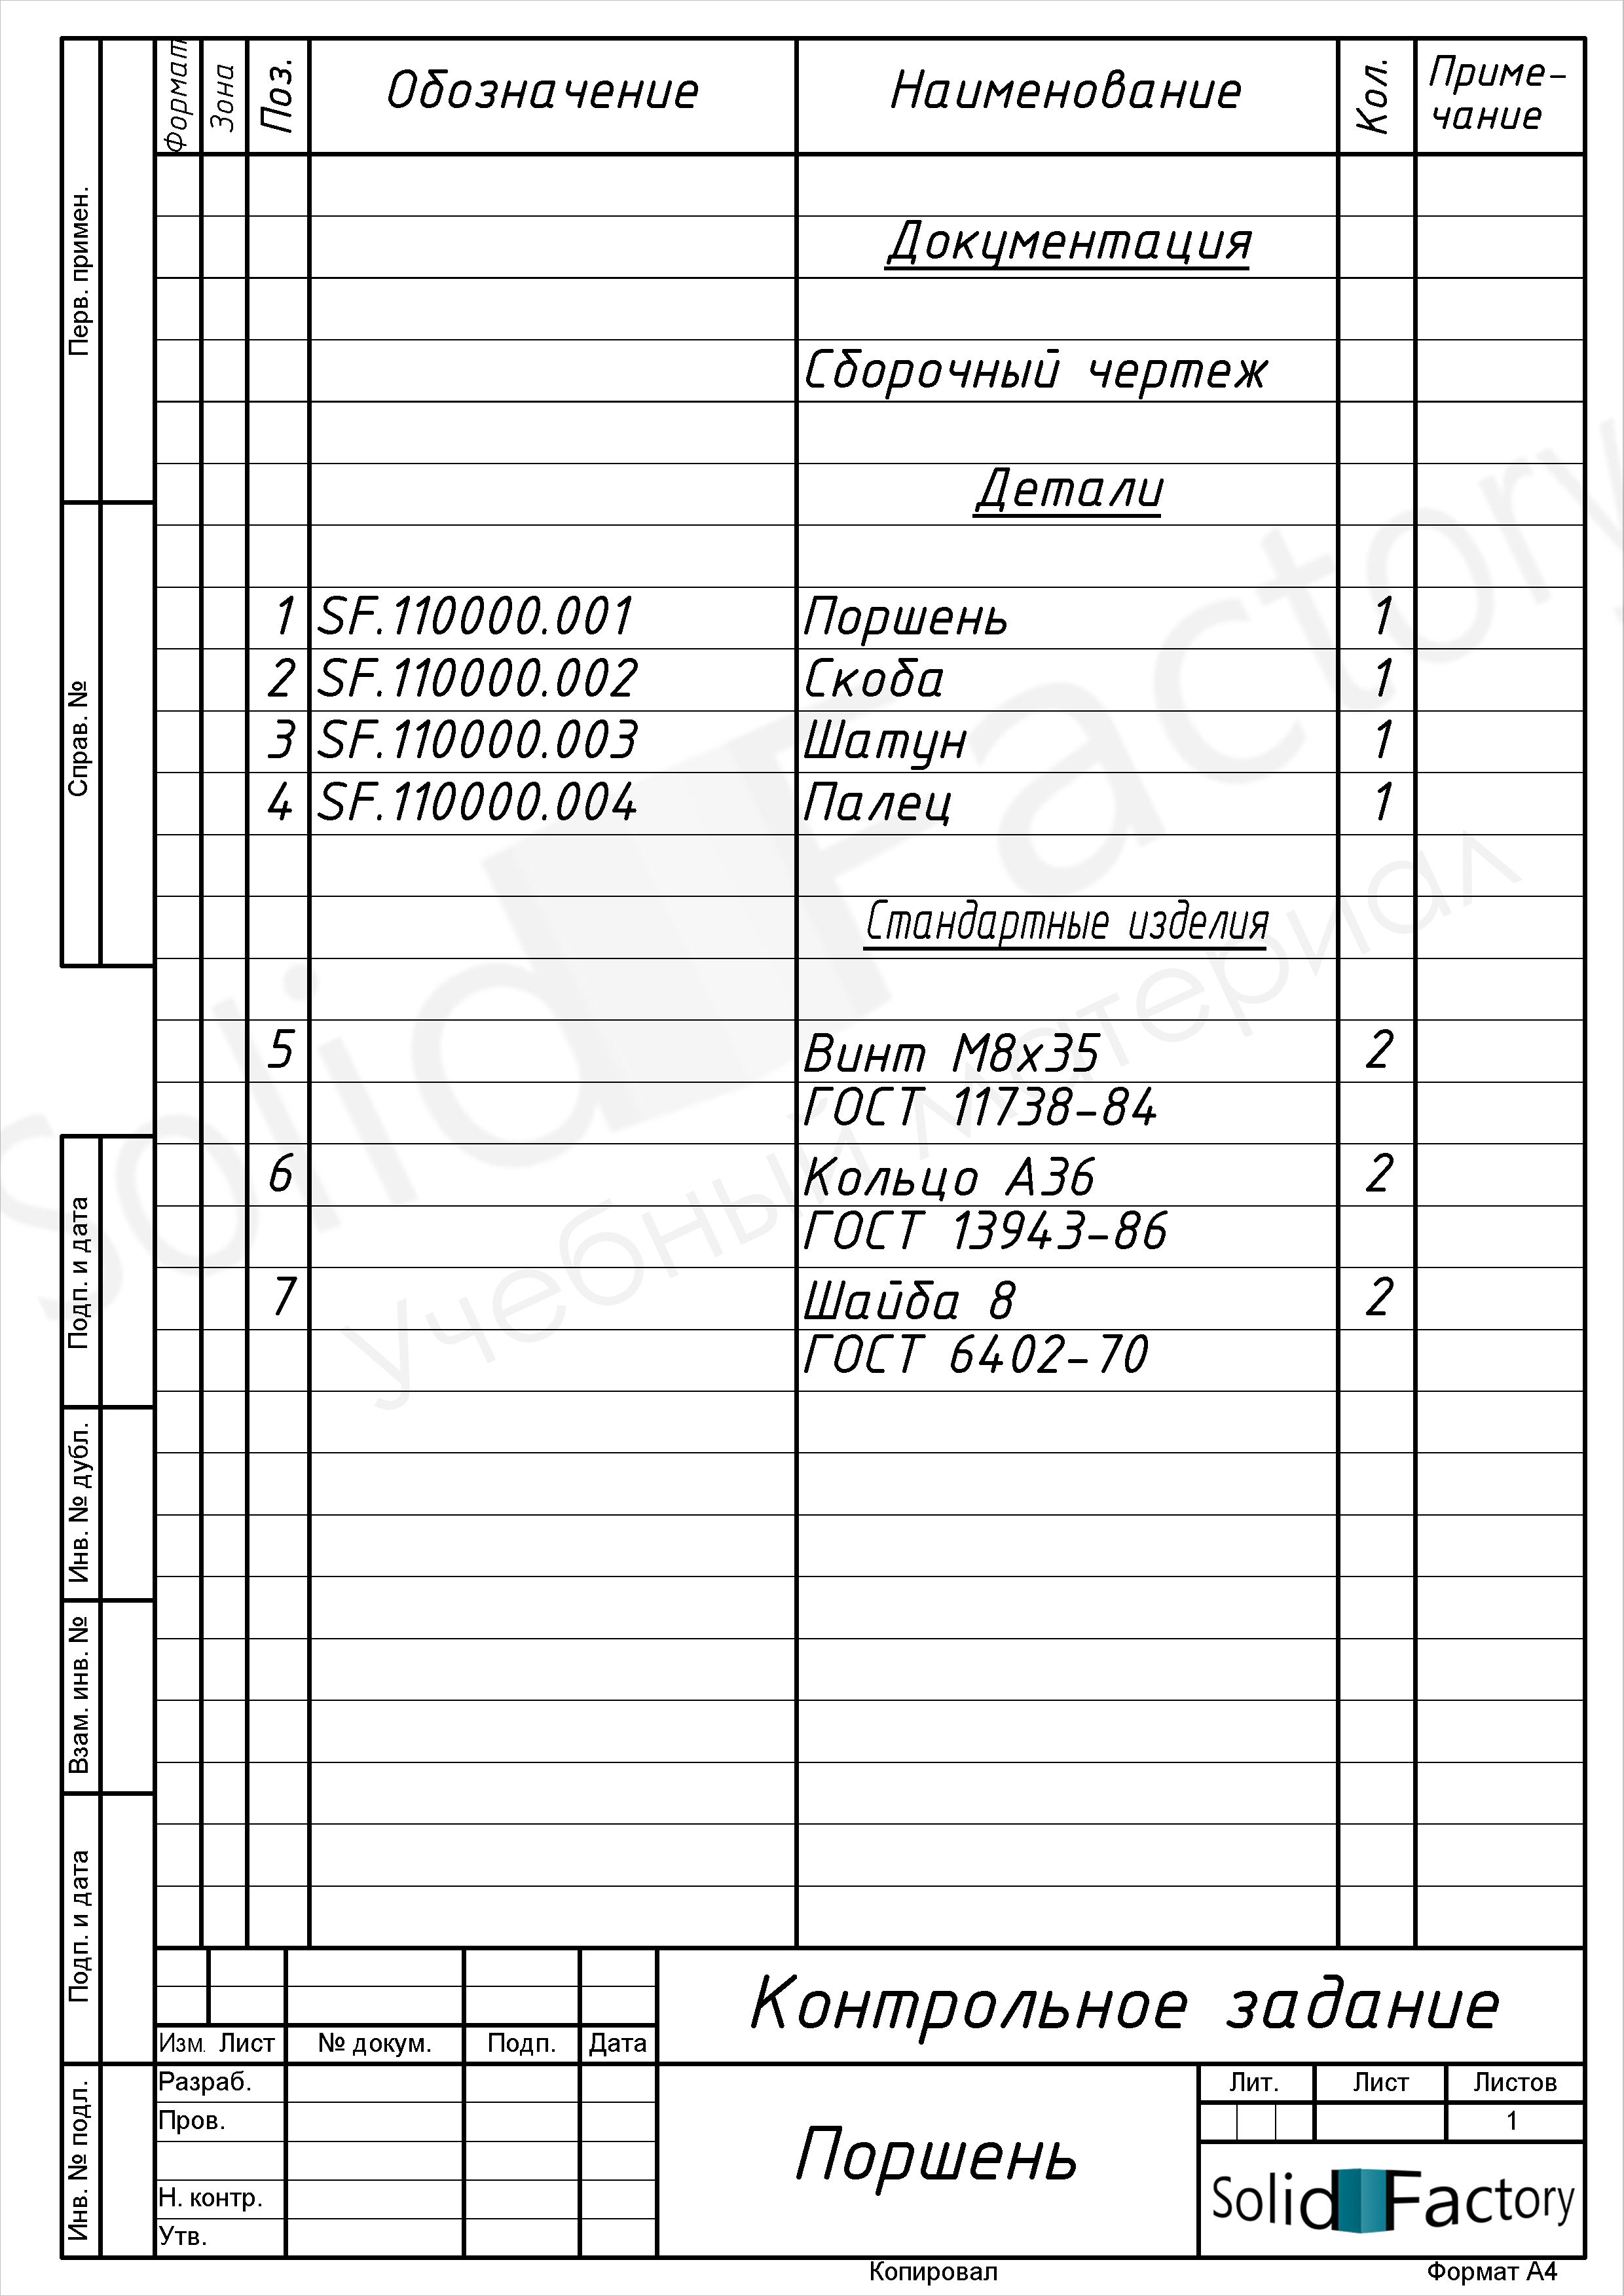 Формат Зона Поз. Обозначение Наименование Кол. Приме-
чание
Документация
Сборочный чертеж
Детали
1 SF.110000.001 Поршень 1
2 SF.110000.002 Скоба 1
3 SF.110000.003 Шатун 1
4 SF.110000.004 Палец 1
Стандартные изделия
5 Винт М8х35 2
ГОСТ 11738-84
6 Кольцо А36 2
ГОСТ 13943-86
7 Шайба 8 2
ГОСТ 6402-70
Перв. примен.
Справ. №
Подп. и дата
Инв. № дубл.
Взам. инв. №
Подп. и дата
Инв. № подл.
Контрольное задание
Изм. Лист № докум. Подп. Дата
Разраб.
Пров.
Н. контр.
Утв.
Поршень
Лит. Лист Листов
1
Solid Factory
Копировал Формат А4
Solid Factory
Учебный материал